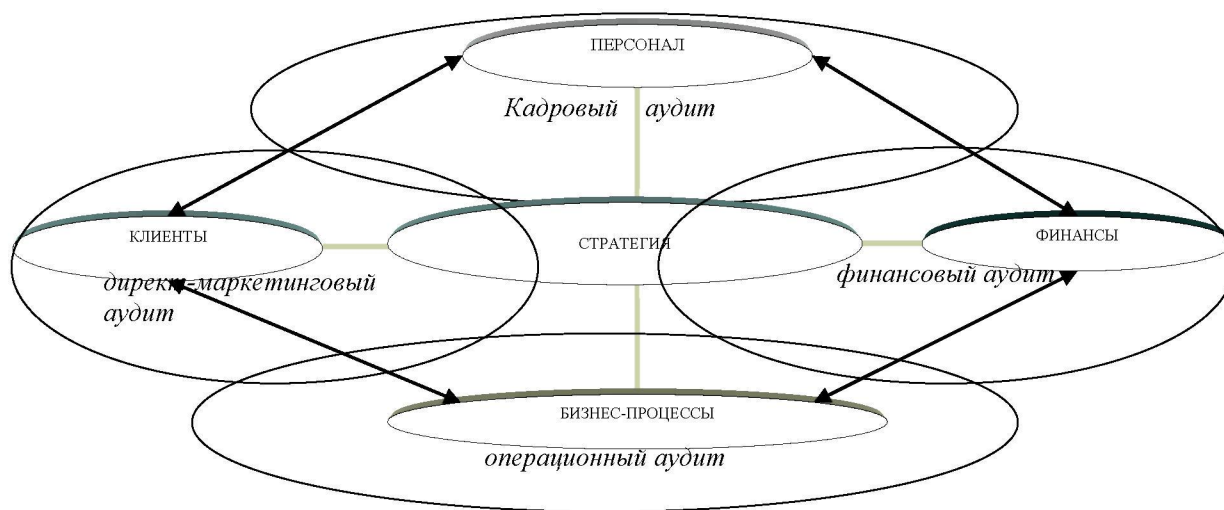 ПЕРСОНАЛ
Кадровый аудит
КЛИЕНТЫ
СТРАТЕГИЯ
ФИНАНСЫ
директ-маркетинговый
аудит
финансовый аудит
БИЗНЕС-ПРОЦЕССЫ
операционный аудит